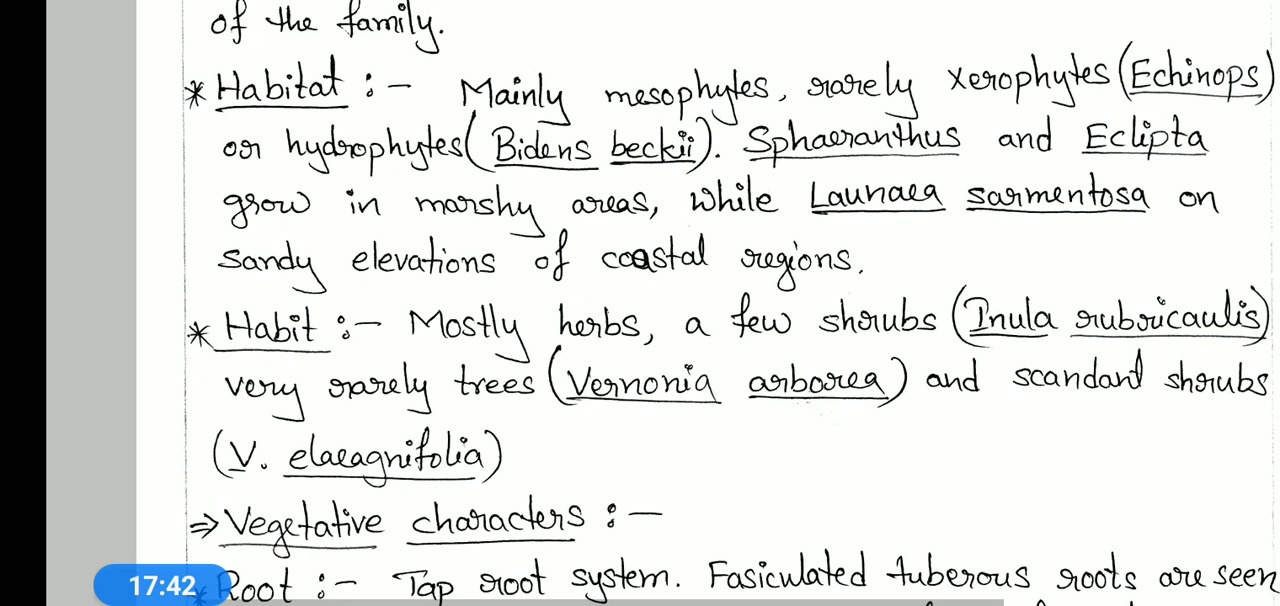 of the family.
* Habitat :- Mainly mesophytes, rarely xerophytes (Echinops)
or hydrophytes (Bidens beckii). Sphaeranthus and Eclipta
grow in marshy areas, while Launaea sarmentosa on
sandy elevations of coastal regions.
* Habit :- Mostly herbs, a few shrubs (Inula rubricaulis)
very rarely trees (Vernonia arborea) and scandard shrubs
(V. elaeagnifolia)
⇒ Vegetative characters :-
* Root :- Tap root system. Fasiculated tuberous roots are seen
17:42